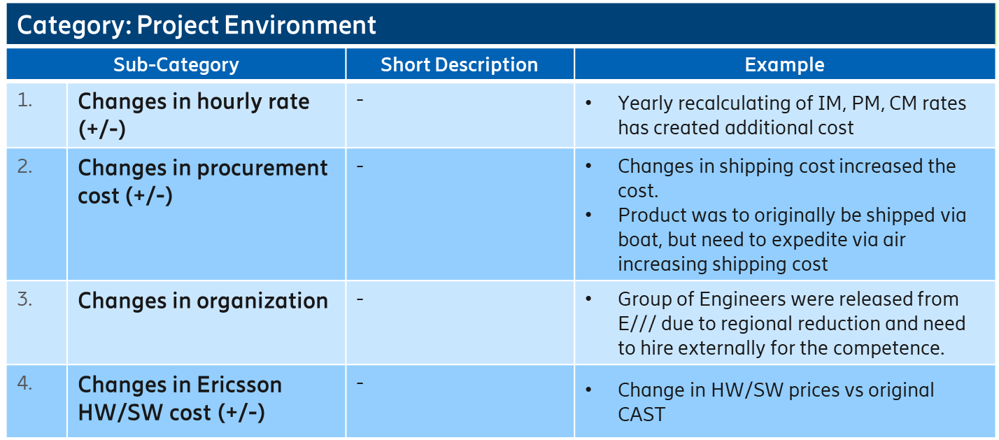 Category: Project Environment
Sub-Category Short Description Example
1. Changes in hourly rate
(+/-)
-
• Yearly recalculating of IM, PM, CM rates
has created additional cost
2. Changes in procurement
cost (+/-)
-
• Changes in shipping cost increased the
cost.
• Product was to originally be shipped via
boat, but need to expedite via air
increasing shipping cost
3. Changes in organization
-
• Group of Engineers were released from
E/// due to regional reduction and need
to hire externally for the competence.
4. Changes in Ericsson
HW/SW cost (+/-)
-
• Change in HW/SW prices vs original
CAST